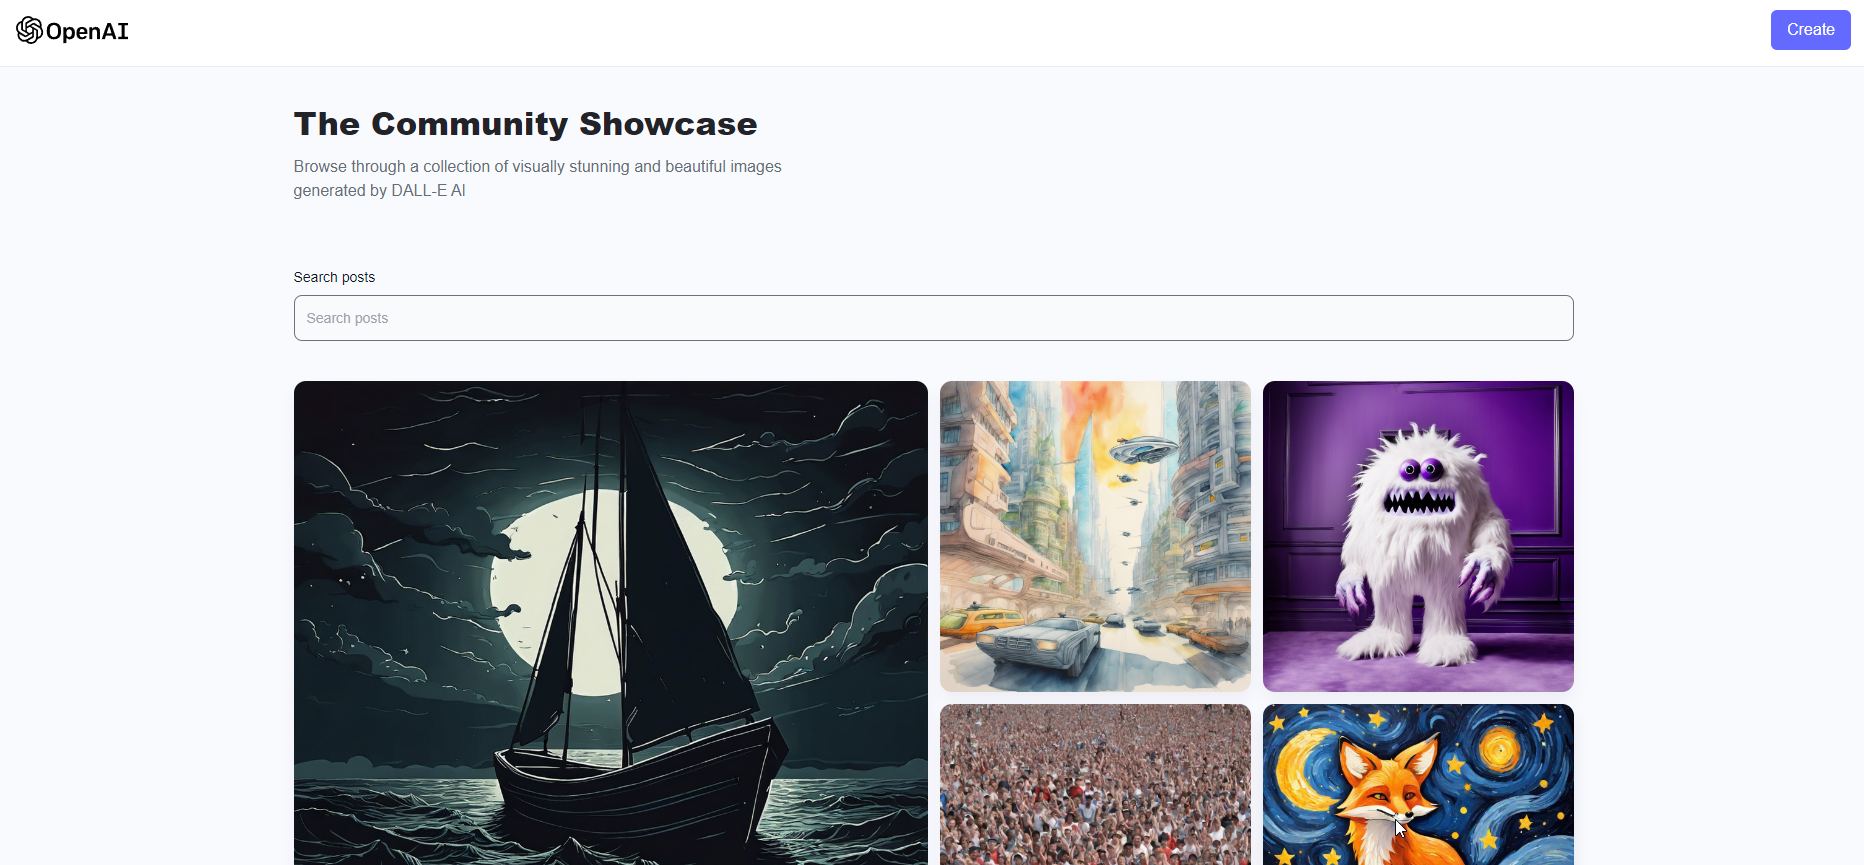 OpenAI
Create
The Community Showcase
Browse through a collection of visually stunning and beautiful images
generated by DALL-E AI
Search posts
Search posts